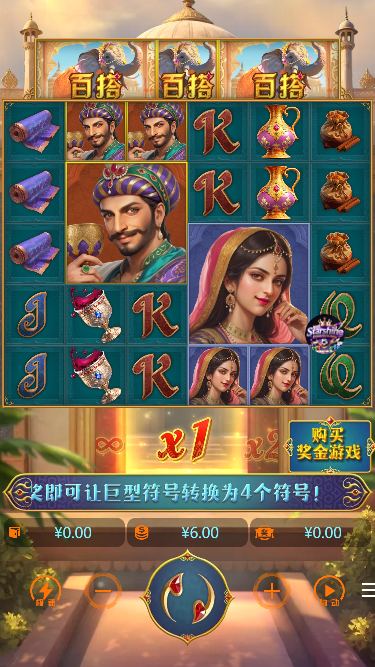 百搭 百搭 百搭
K
K
J K
Starshine
J K Q
∞ x1 x2
购买
奖金游戏
即可让巨型符号转换为4个符号！
¥0.00 ¥6.00 ¥0.00